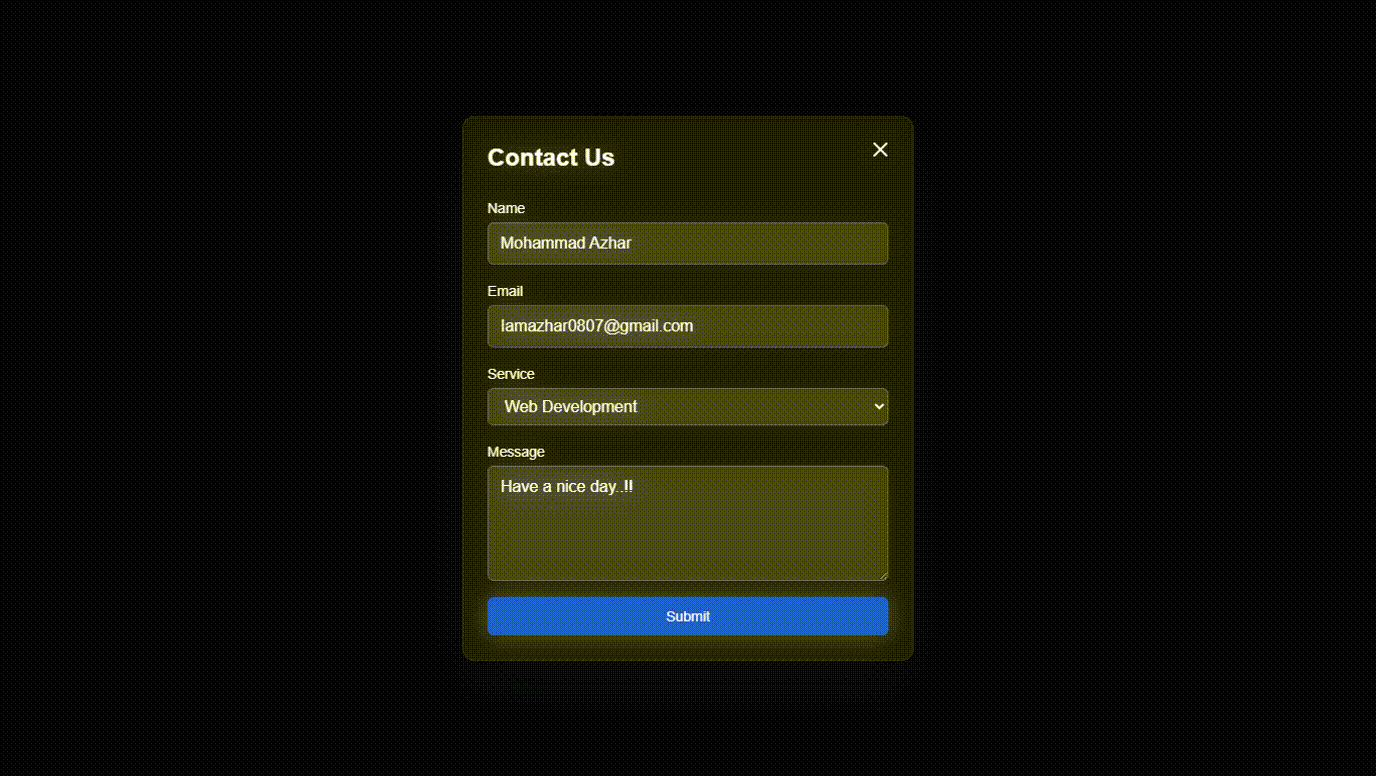 Contact Us
Name
Mohammad Azhar
Email
Iamazhar0807@gmail.com
Service
Web Development
Message
Have a nice day..!!
Submit